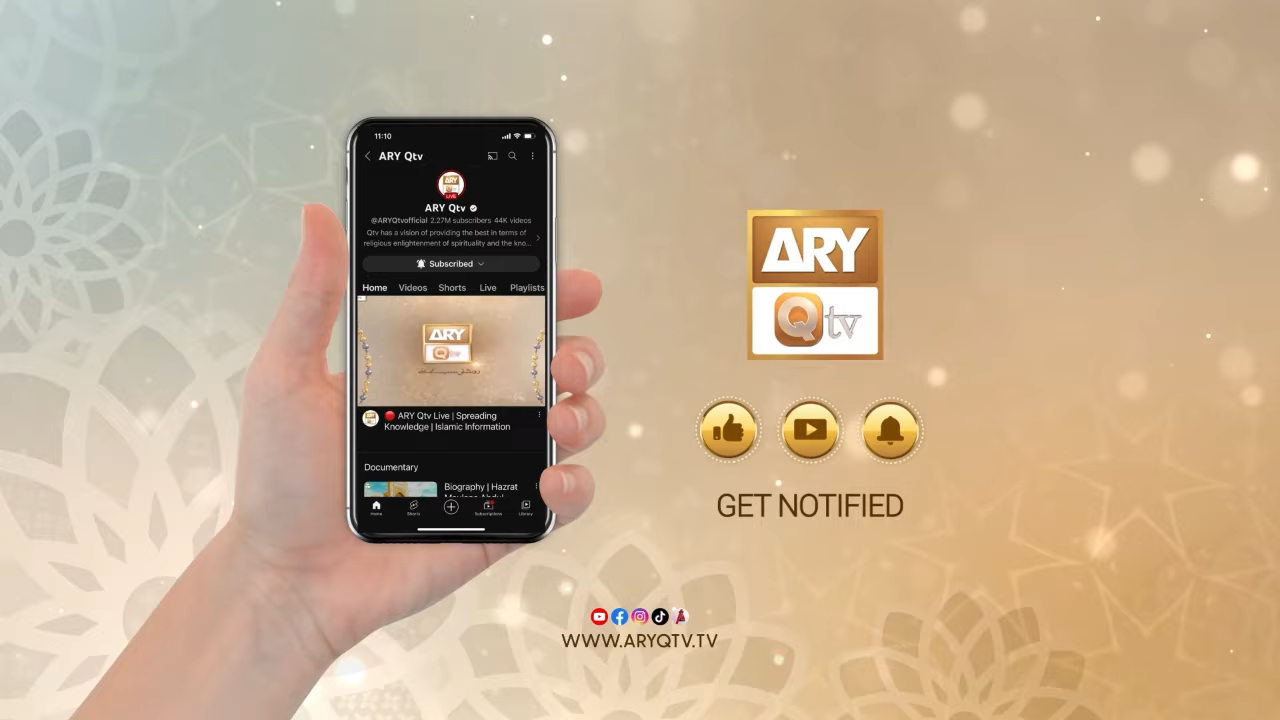 11:10
ARY Qtv
LIVE
ARY Qtv
@ARYQtvofficial 2.27M subscribers 44K videos
Qtv has a vision of providing the best in terms of
religious enlightenment of spirituality and the kno...
Subscribed
Home Videos Shorts Live Playlists
ARY
Qtv
ARY Qtv Live | Spreading
Knowledge | Islamic Information
Documentary
Biography | Hazrat
Home Shorts Subscriptions Library
ARY
Qtv
GET NOTIFIED
WWW.ARYQTV.TV